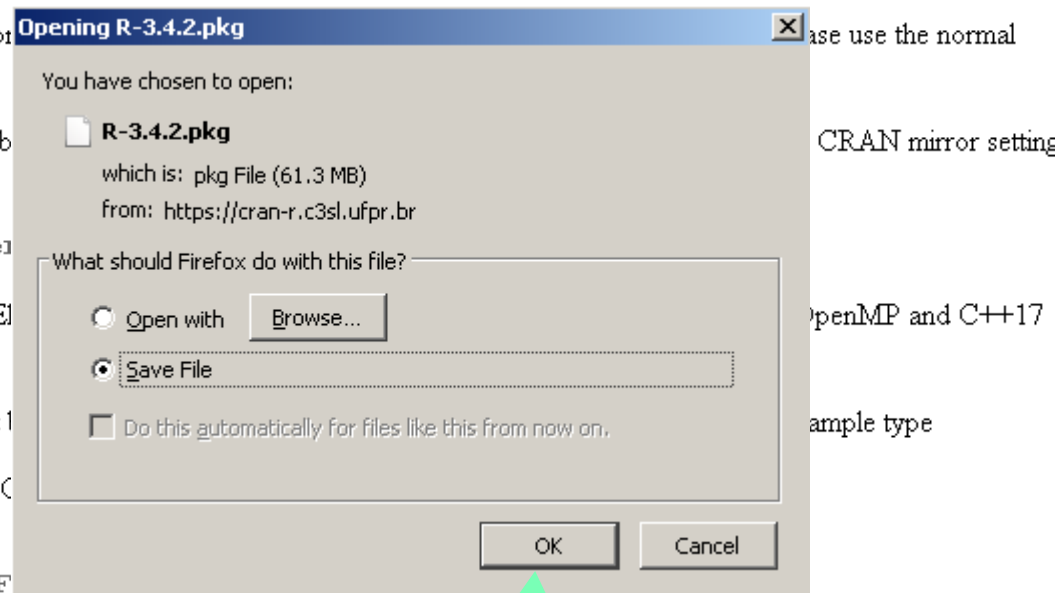 Opening R-3.4.2.pkg
ase use the normal
You have chosen to open:
R-3.4.2.pkg
CRAN mirror setting
which is: pkg File (61.3 MB)
from: https://cran-r.c3sl.ufpr.br
What should Firefox do with this file?
Open with Browse...
OpenMP and C++17
Save File
Do this automatically for files like this from now on.
ample type
OK Cancel